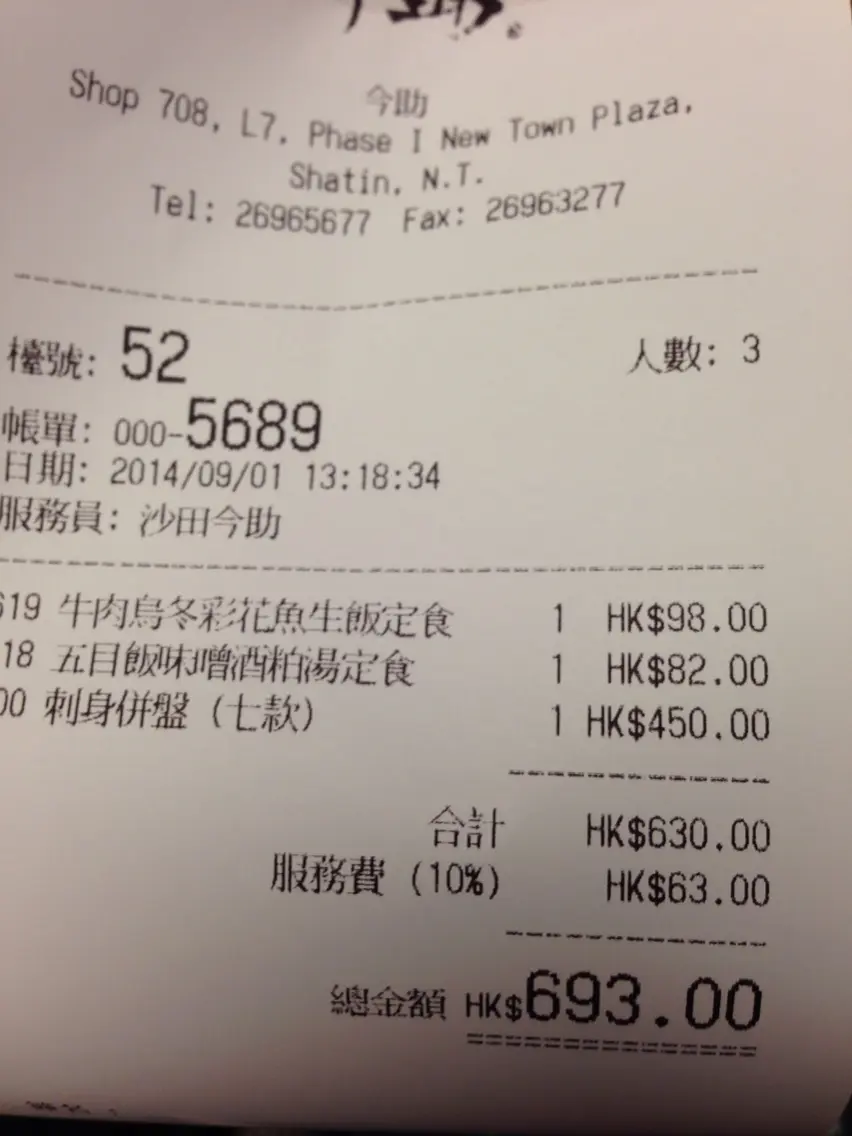 今助
Shop 708, L7, Phase I New Town Plaza,
Shatin, N.T.
Tel: 26965677 Fax: 26963277
檯號: 52 人數: 3
帳單: 000-5689
日期: 2014/09/01 13:18:34
服務員: 沙田今助
619 牛肉烏冬彩花魚生飯定食 1 HK$98.00
18 五目飯味噌酒粕湯定食 1 HK$82.00
00 刺身併盤 (七款) 1 HK$450.00
合計 HK$630.00
服務費 (10%) HK$63.00
總金額 HK$693.00